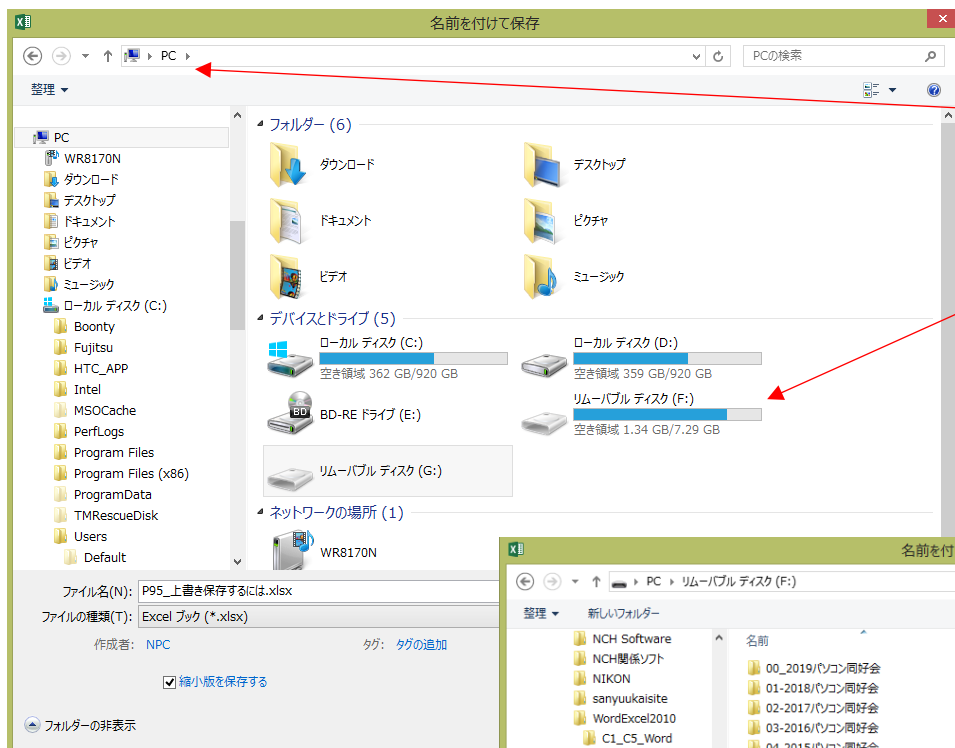 名前を付けて保存
PC
PCの検索
整理
PC
WR8170N
ダウンロード
デスクトップ
ドキュメント
ピクチャ
ビデオ
ミュージック
ローカル ディスク (C:)
Boonty
Fujitsu
HTC_APP
Intel
MSOCache
PerfLogs
Program Files
Program Files (x86)
ProgramData
TMRescueDisk
Users
Default
フォルダー (6)
ダウンロード
デスクトップ
ドキュメント
ピクチャ
ビデオ
ミュージック
デバイスとドライブ (5)
ローカル ディスク (C:)
空き領域 362 GB/920 GB
ローカル ディスク (D:)
空き領域 359 GB/920 GB
BD
BD-RE ドライブ (E:)
リムーバブル ディスク (F:)
空き領域 1.34 GB/7.29 GB
リムーバブル ディスク (G:)
ネットワークの場所 (1)
WR8170N
ファイル名(N): P95_上書き保存するには.xlsx
ファイルの種類(T): Excel ブック (*.xlsx)
作成者: NPC
タグ: タグの追加
縮小版を保存する
フォルダーの非表示
名前を付
PC リムーバブル ディスク (F:)
整理 新しいフォルダー
NCH Software
NCH関係ソフト
NIKON
sanyuukaisite
WordExcel2010
C1_C5_Word
名前
00_2019パソコン同好会
01-2018パソコン同好会
02-2017パソコン同好会
03-2016パソコン同好会
04-2015パソコン同好会